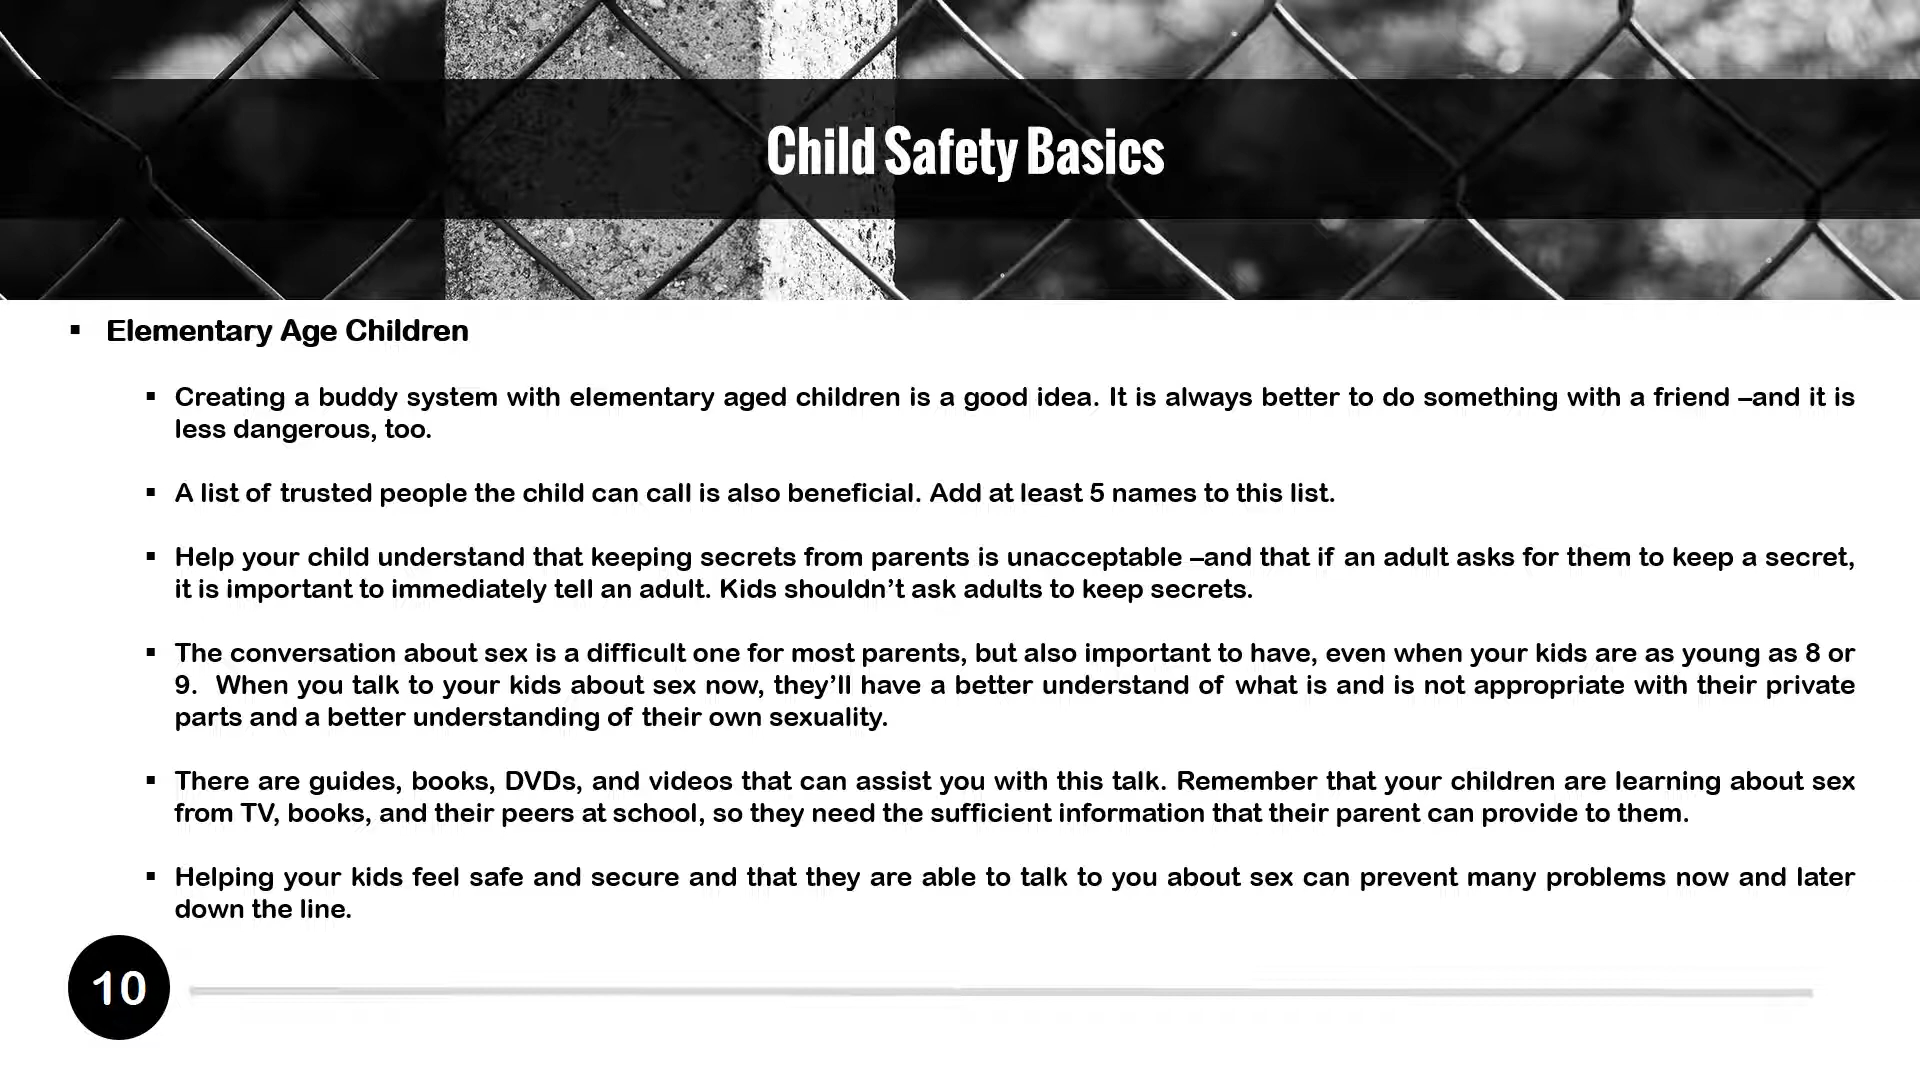 Child Safety Basics
▪ Elementary Age Children
▪ Creating a buddy system with elementary aged children is a good idea. It is always better to do something with a friend –and it is
less dangerous, too.
▪ A list of trusted people the child can call is also beneficial. Add at least 5 names to this list.
▪ Help your child understand that keeping secrets from parents is unacceptable –and that if an adult asks for them to keep a secret,
it is important to immediately tell an adult. Kids shouldn’t ask adults to keep secrets.
▪ The conversation about sex is a difficult one for most parents, but also important to have, even when your kids are as young as 8 or
9.  When you talk to your kids about sex now, they’ll have a better understand of what is and is not appropriate with their private
parts and a better understanding of their own sexuality.
▪ There are guides, books, DVDs, and videos that can assist you with this talk. Remember that your children are learning about sex
from TV, books, and their peers at school, so they need the sufficient information that their parent can provide to them.
▪ Helping your kids feel safe and secure and that they are able to talk to you about sex can prevent many problems now and later
down the line.
10